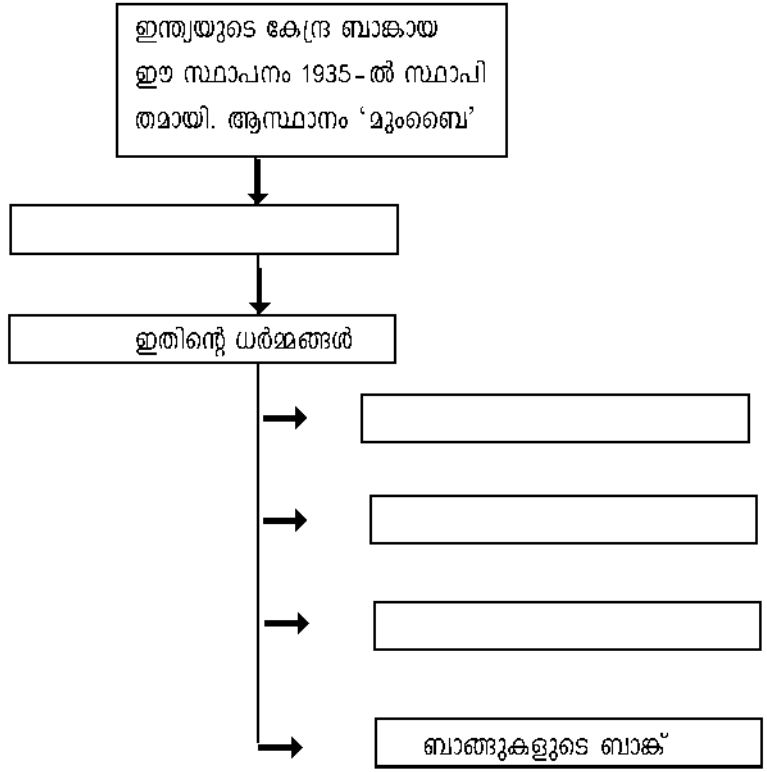 ഇന്ത്യയുടെ കേന്ദ്ര ബാങ്കായ
ഈ സ്ഥാപനം 1935-ൽ സ്ഥാപി
തമായി. ആസ്ഥാനം ‘മുംബൈ’
ഇതിന്റെ ധർമ്മങ്ങൾ
ബാങ്ങുകളുടെ ബാങ്ക്